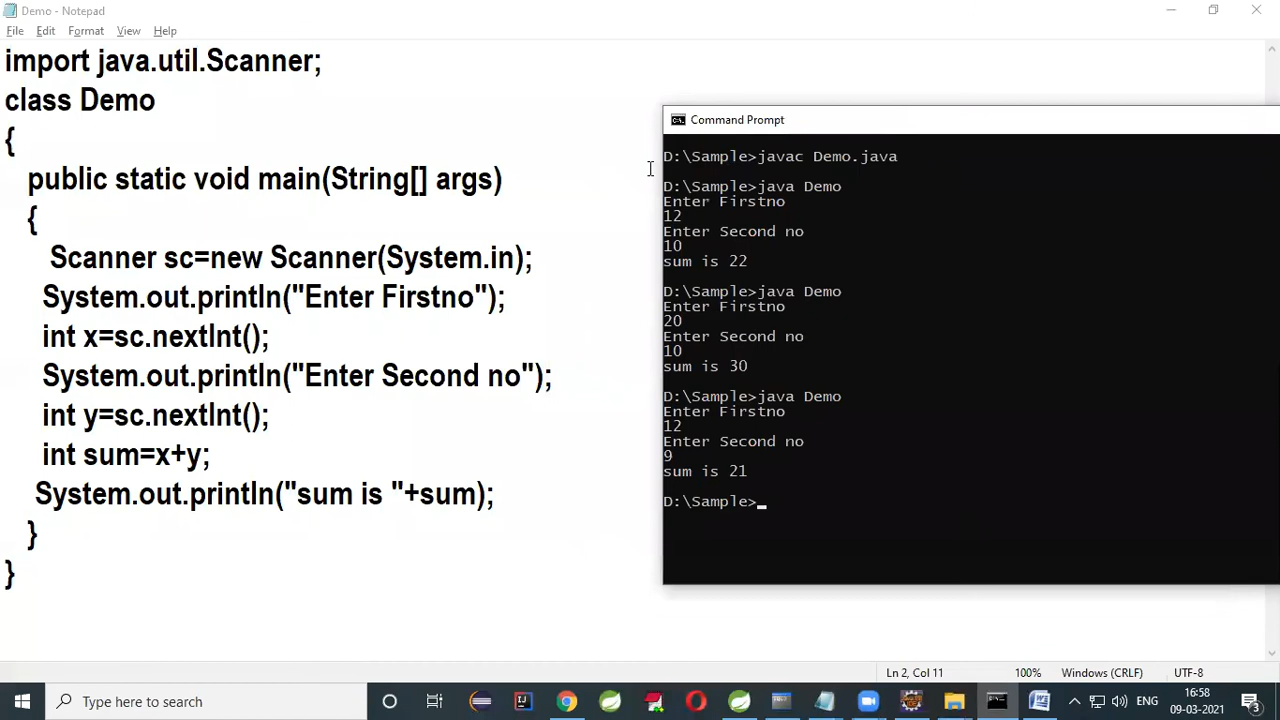 Demo - Notepad
File Edit Format View Help
import java.util.Scanner;
class Demo
{
public static void main(String[] args)
{
Scanner sc=new Scanner(System.in);
System.out.println("Enter Firstno");
int x=sc.nextInt();
System.out.println("Enter Second no");
int y=sc.nextInt();
int sum=x+y;
System.out.println("sum is "+sum);
}
}
Command Prompt
D:\Sample>javac Demo.java
D:\Sample>java Demo
Enter Firstno
12
Enter Second no
10
sum is 22
D:\Sample>java Demo
Enter Firstno
20
Enter Second no
10
sum is 30
D:\Sample>java Demo
Enter Firstno
12
Enter Second no
9
sum is 21
D:\Sample>
Ln 2, Col 11 100% Windows (CRLF) UTF-8
Type here to search
ENG
16:58
09-03-2021
3